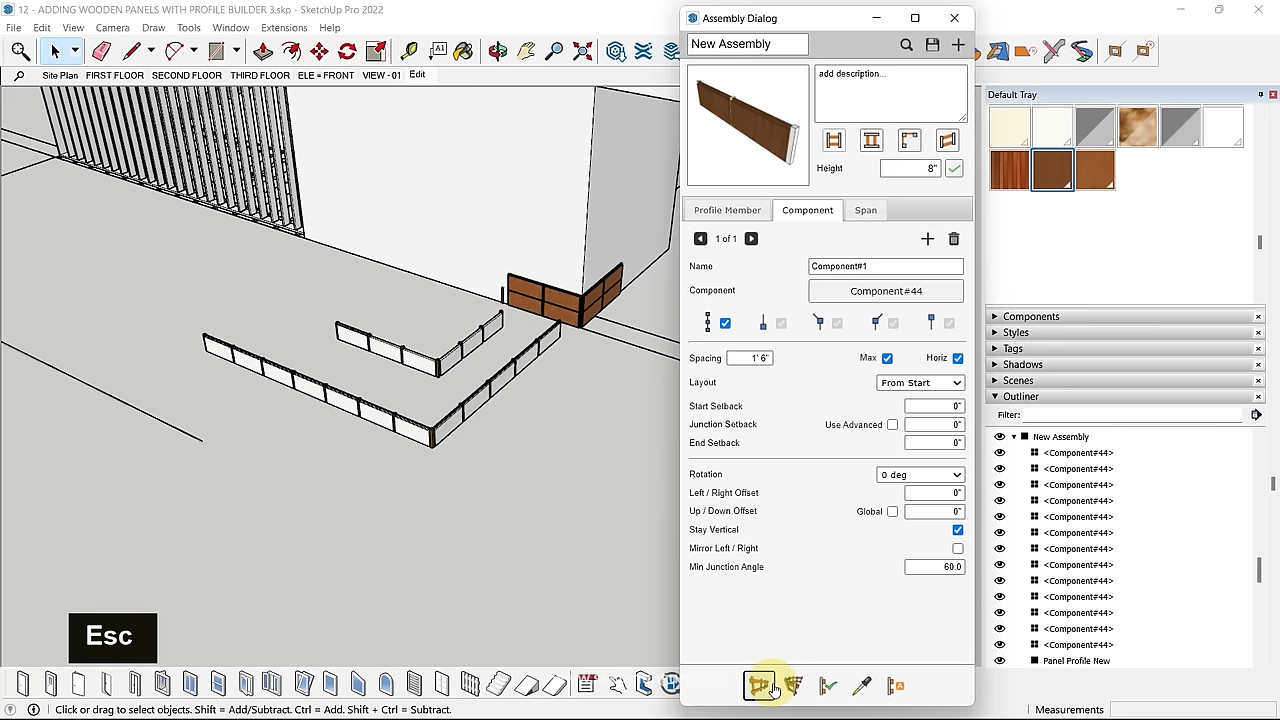 12 - ADDING WOODEN PANELS WITH PROFILE BUILDER 3.skp - SketchUp Pro 2022
File Edit View Camera Draw Tools Window Extensions Help
Site Plan FIRST FLOOR SECOND FLOOR THIRD FLOOR ELE = FRONT VIEW - 01 Edit
Assembly Dialog
New Assembly
add description...
Height 8"
Profile Member Component Span
1 of 1
Name Component#1
Component Component#44
Spacing 1' 6" Max Horiz
Layout From Start
Start Setback 0"
Junction Setback Use Advanced 0"
End Setback 0"
Rotation 0 deg
Left / Right Offset 0"
Up / Down Offset Global 0"
Stay Vertical
Mirror Left / Right
Min Junction Angle 60.0
Default Tray
Components
Styles
Tags
Shadows
Scenes
Outliner
Filter:
New Assembly
<Component#44>
<Component#44>
<Component#44>
<Component#44>
<Component#44>
<Component#44>
<Component#44>
<Component#44>
<Component#44>
<Component#44>
<Component#44>
<Component#44>
<Component#44>
Panel Profile New
Esc
Click or drag to select objects. Shift = Add/Subtract. Ctrl = Add. Shift + Ctrl = Subtract.
Measurements